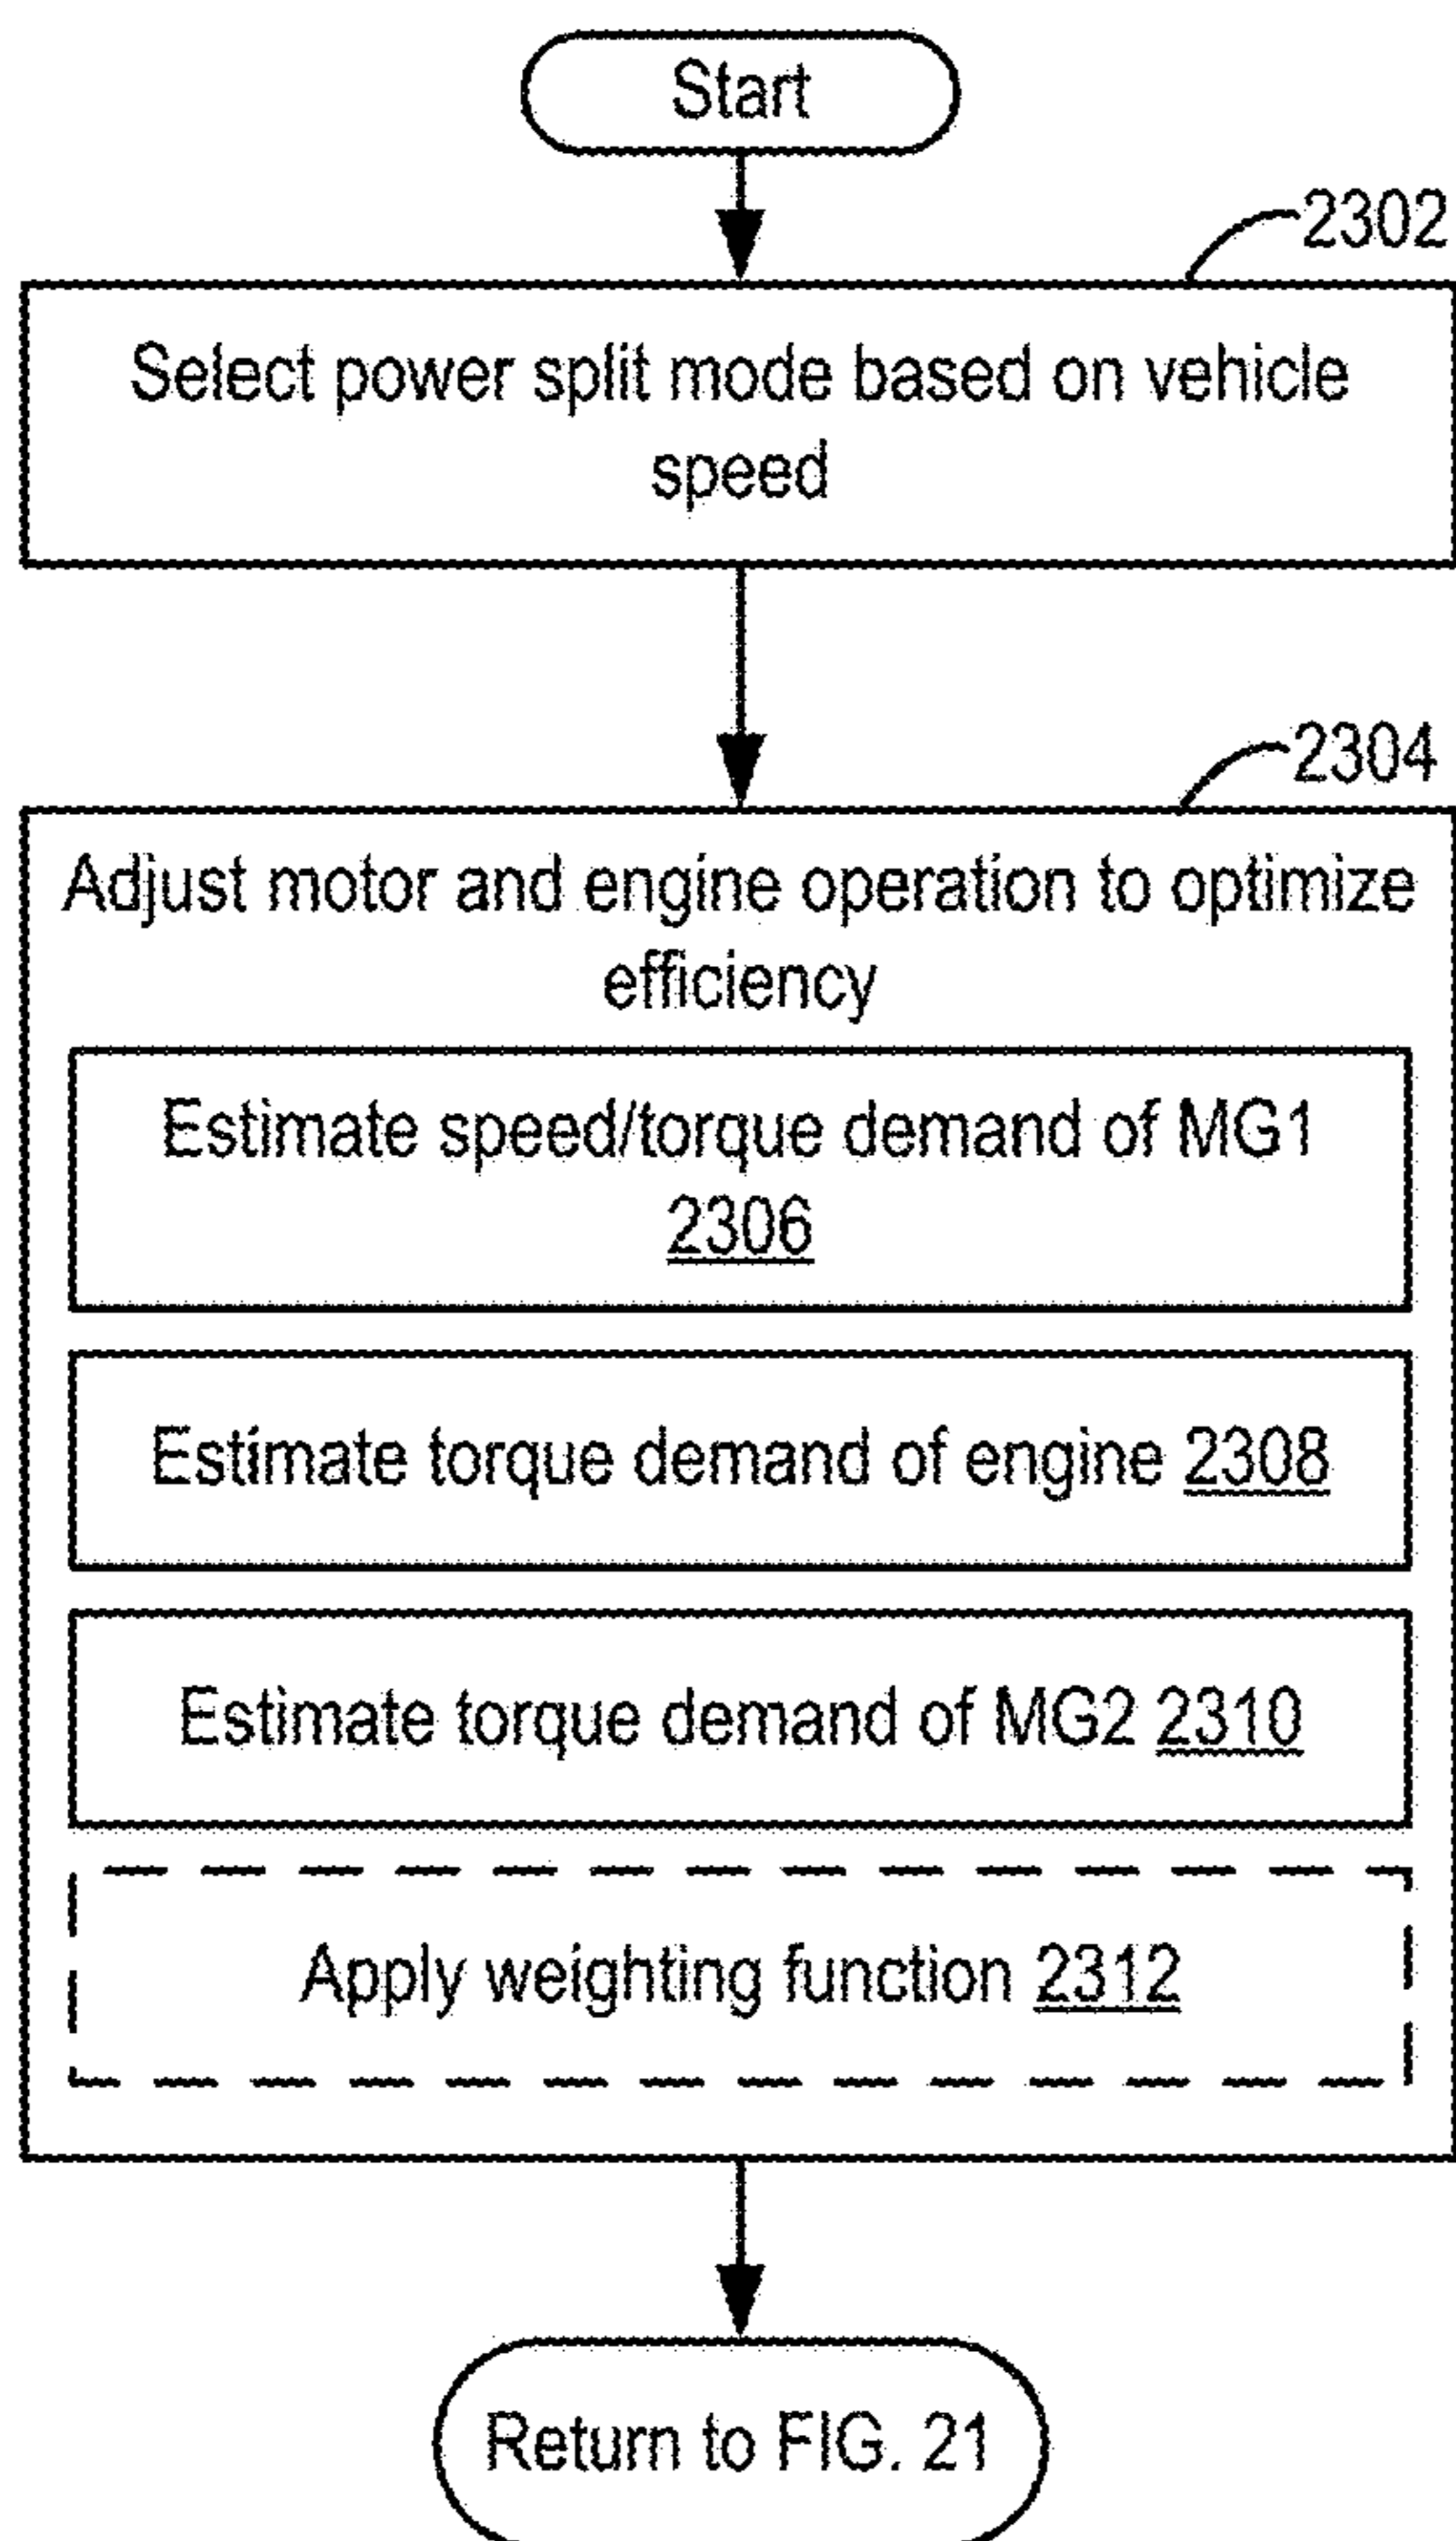 Start
2302
Select power split mode based on vehicle
speed
2304
Adjust motor and engine operation to optimize
efficiency
Estimate speed/torque demand of MG1
2306
Estimate torque demand of engine 2308
Estimate torque demand of MG2 2310
Apply weighting function 2312
Return to FIG. 21